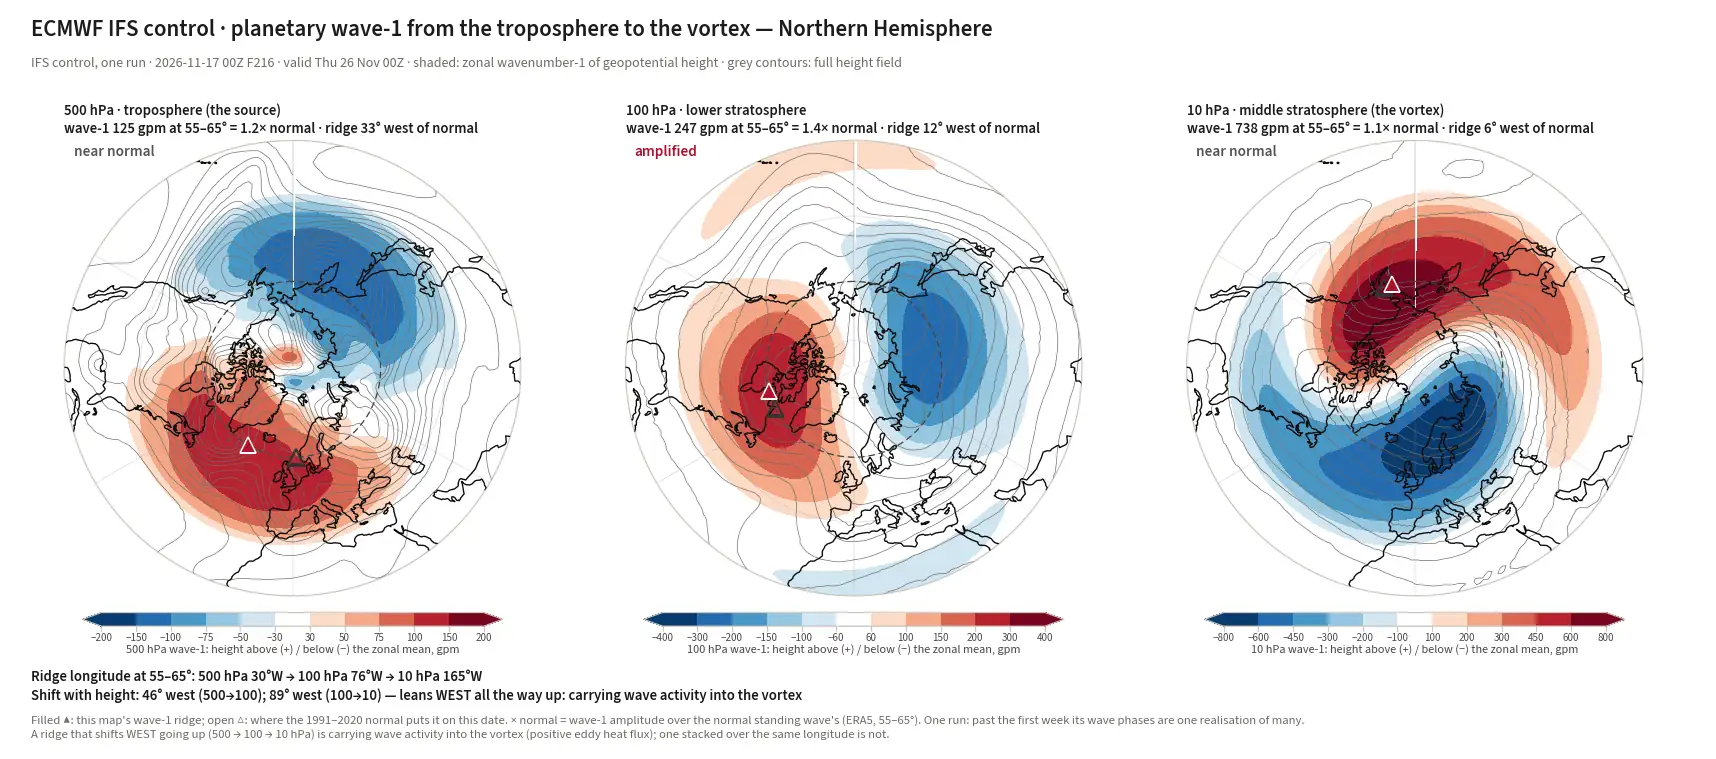 ECMWF IFS control · planetary wave-1 from the troposphere to the vortex — Northern Hemisphere
IFS control, one run · 2026-11-17 00Z F216 · valid Thu 26 Nov 00Z · shaded: zonal wavenumber-1 of geopotential height · grey contours: full height field
500 hPa · troposphere (the source)
wave-1 125 gpm at 55–65° = 1.2× normal · ridge 33° west of normal
near normal
100 hPa · lower stratosphere
wave-1 247 gpm at 55–65° = 1.4× normal · ridge 12° west of normal
amplified
10 hPa · middle stratosphere (the vortex)
wave-1 738 gpm at 55–65° = 1.1× normal · ridge 6° west of normal
near normal
−200 −150 −100 −75 −50 −30 30 50 75 100 150 200
500 hPa wave-1: height above (+) / below (−) the zonal mean, gpm
−400 −300 −200 −150 −100 −60 60 100 150 200 300 400
100 hPa wave-1: height above (+) / below (−) the zonal mean, gpm
−800 −600 −450 −300 −200 −100 100 200 300 450 600 800
10 hPa wave-1: height above (+) / below (−) the zonal mean, gpm
Ridge longitude at 55–65°: 500 hPa 30°W → 100 hPa 76°W → 10 hPa 165°W
Shift with height: 46° west (500→100); 89° west (100→10) — leans WEST all the way up: carrying wave activity into the vortex
Filled ▲: this map's wave-1 ridge; open △: where the 1991–2020 normal puts it on this date. × normal = wave-1 amplitude over the normal standing wave's (ERA5, 55–65°). One run: past the first week its wave phases are one realisation of many.
A ridge that shifts WEST going up (500 → 100 → 10 hPa) is carrying wave activity into the vortex (positive eddy heat flux); one stacked over the same longitude is not.